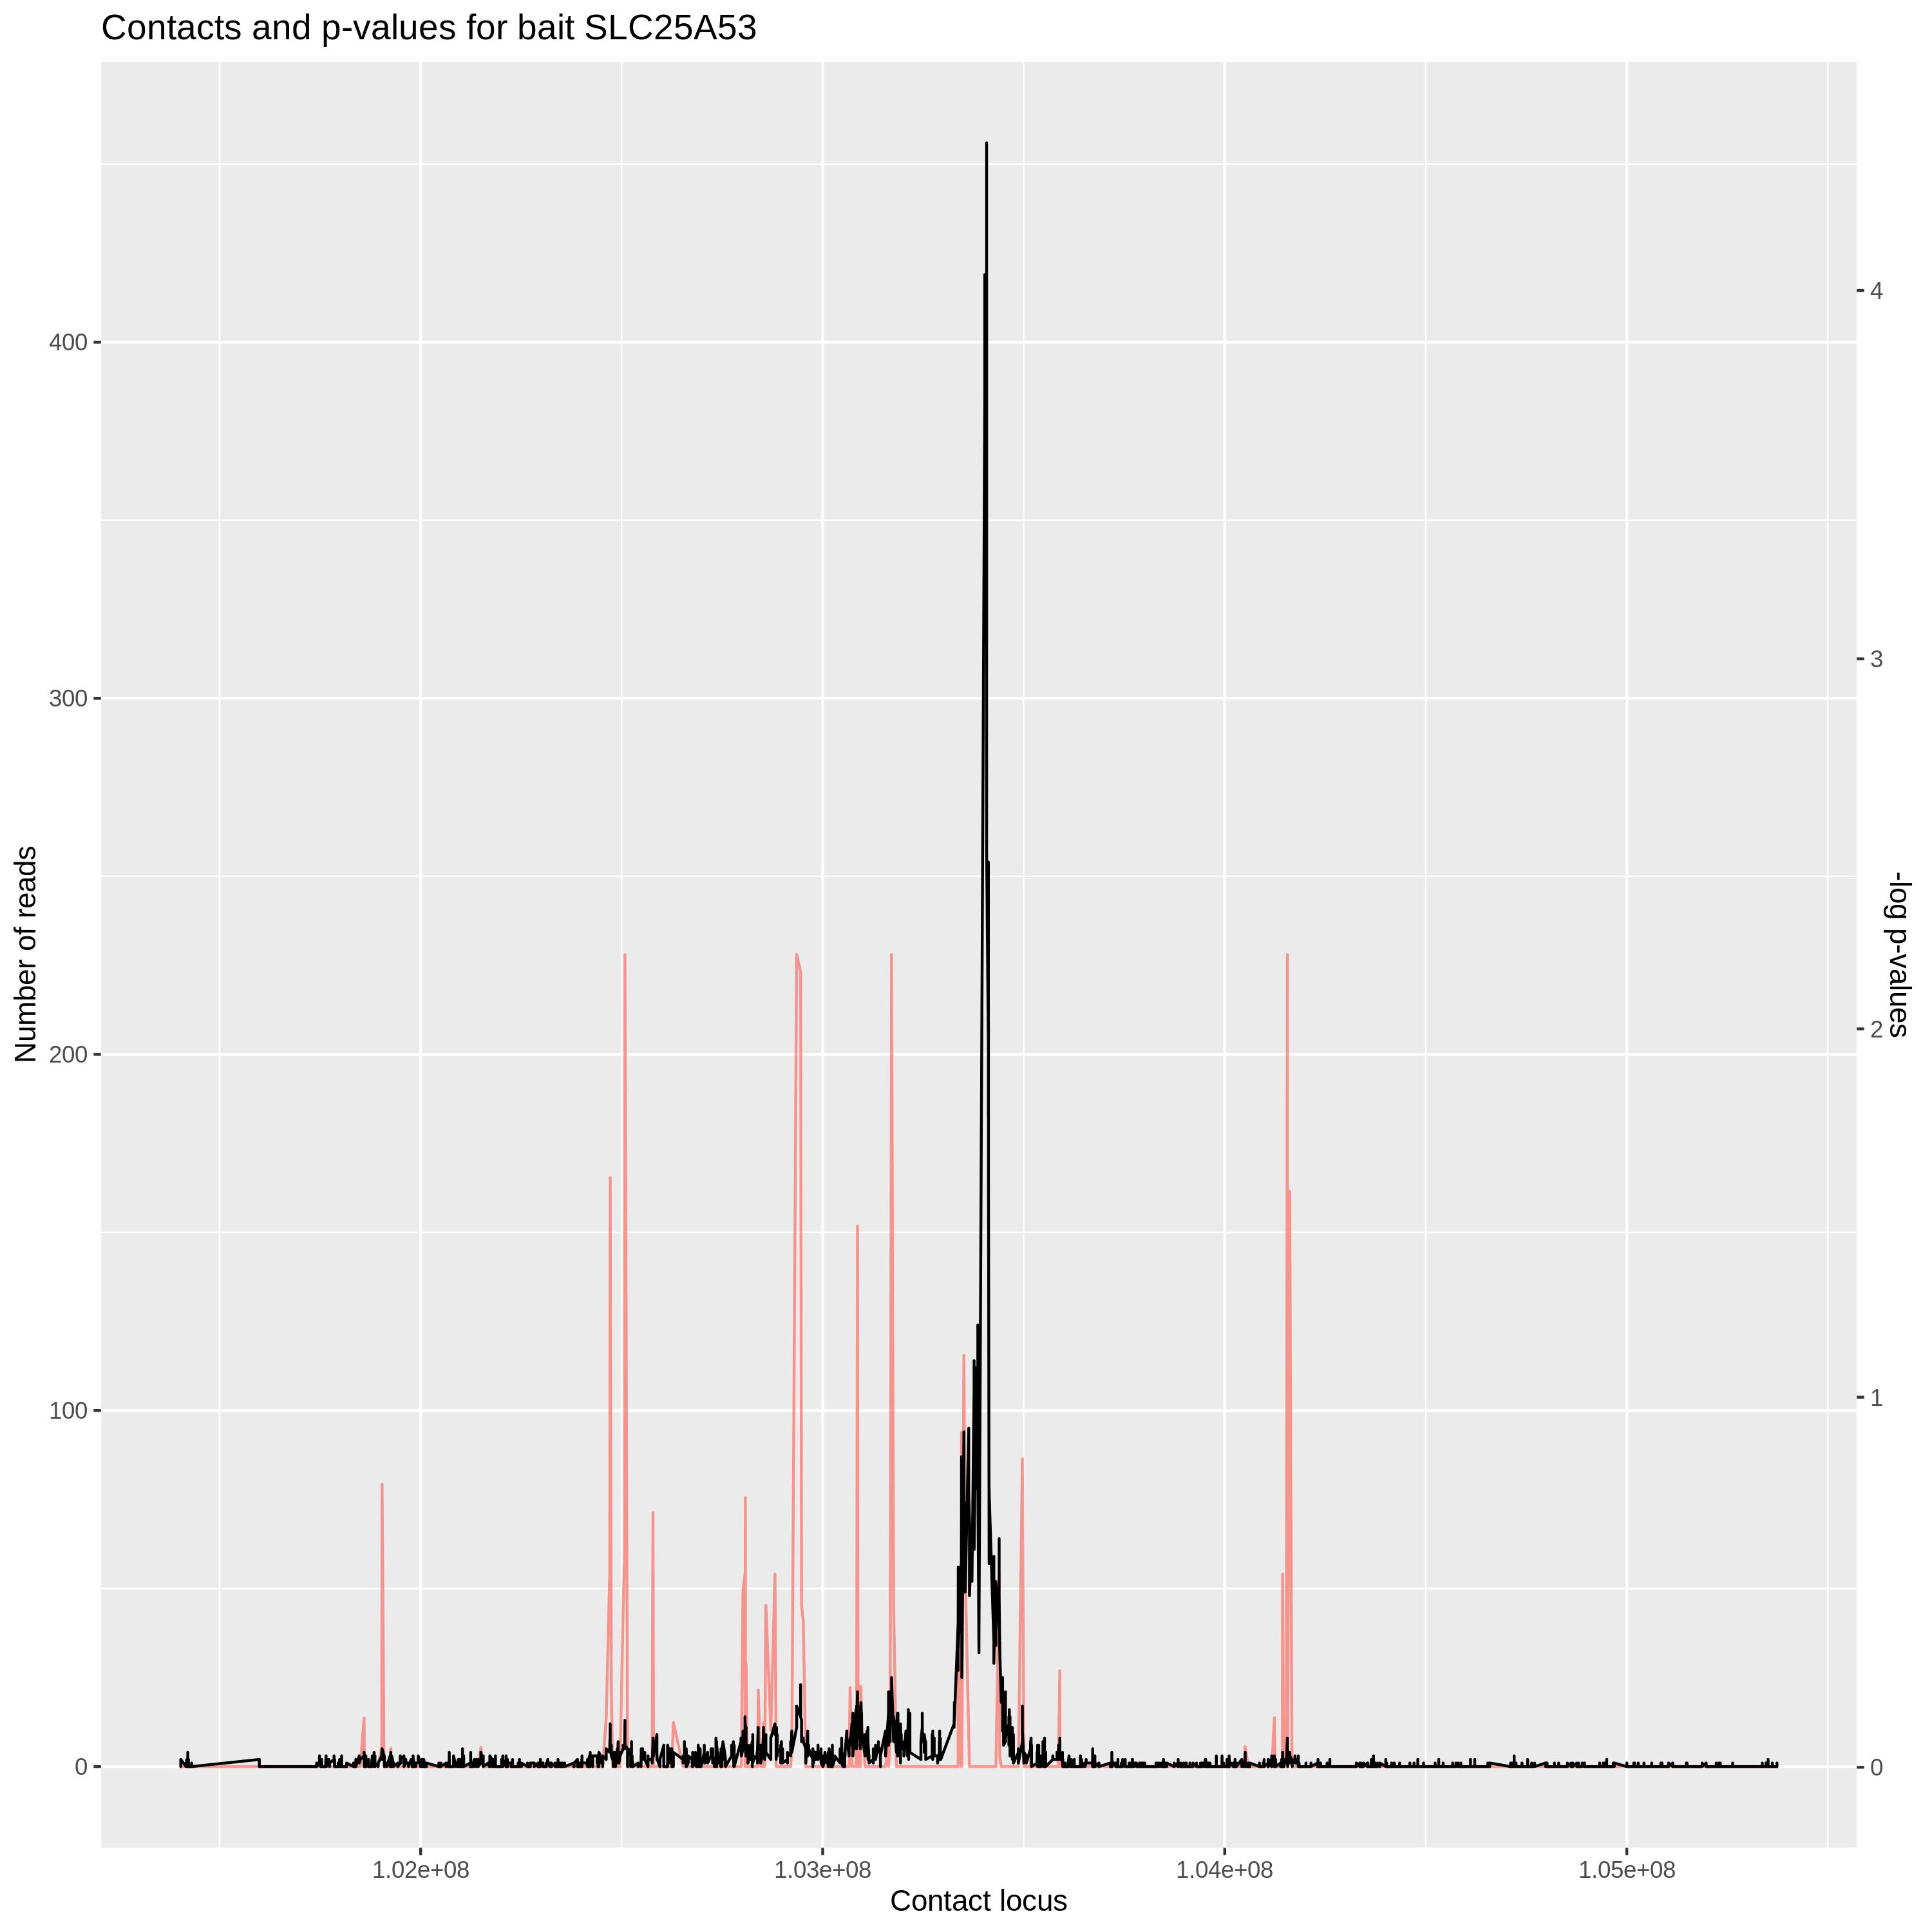 Contacts and p-values for bait SLC25A53
Number of reads
400
300
200
100
0
4
3
2
1
0
-log p-values
1.02e+08
1.03e+08
1.04e+08
1.05e+08
Contact locus